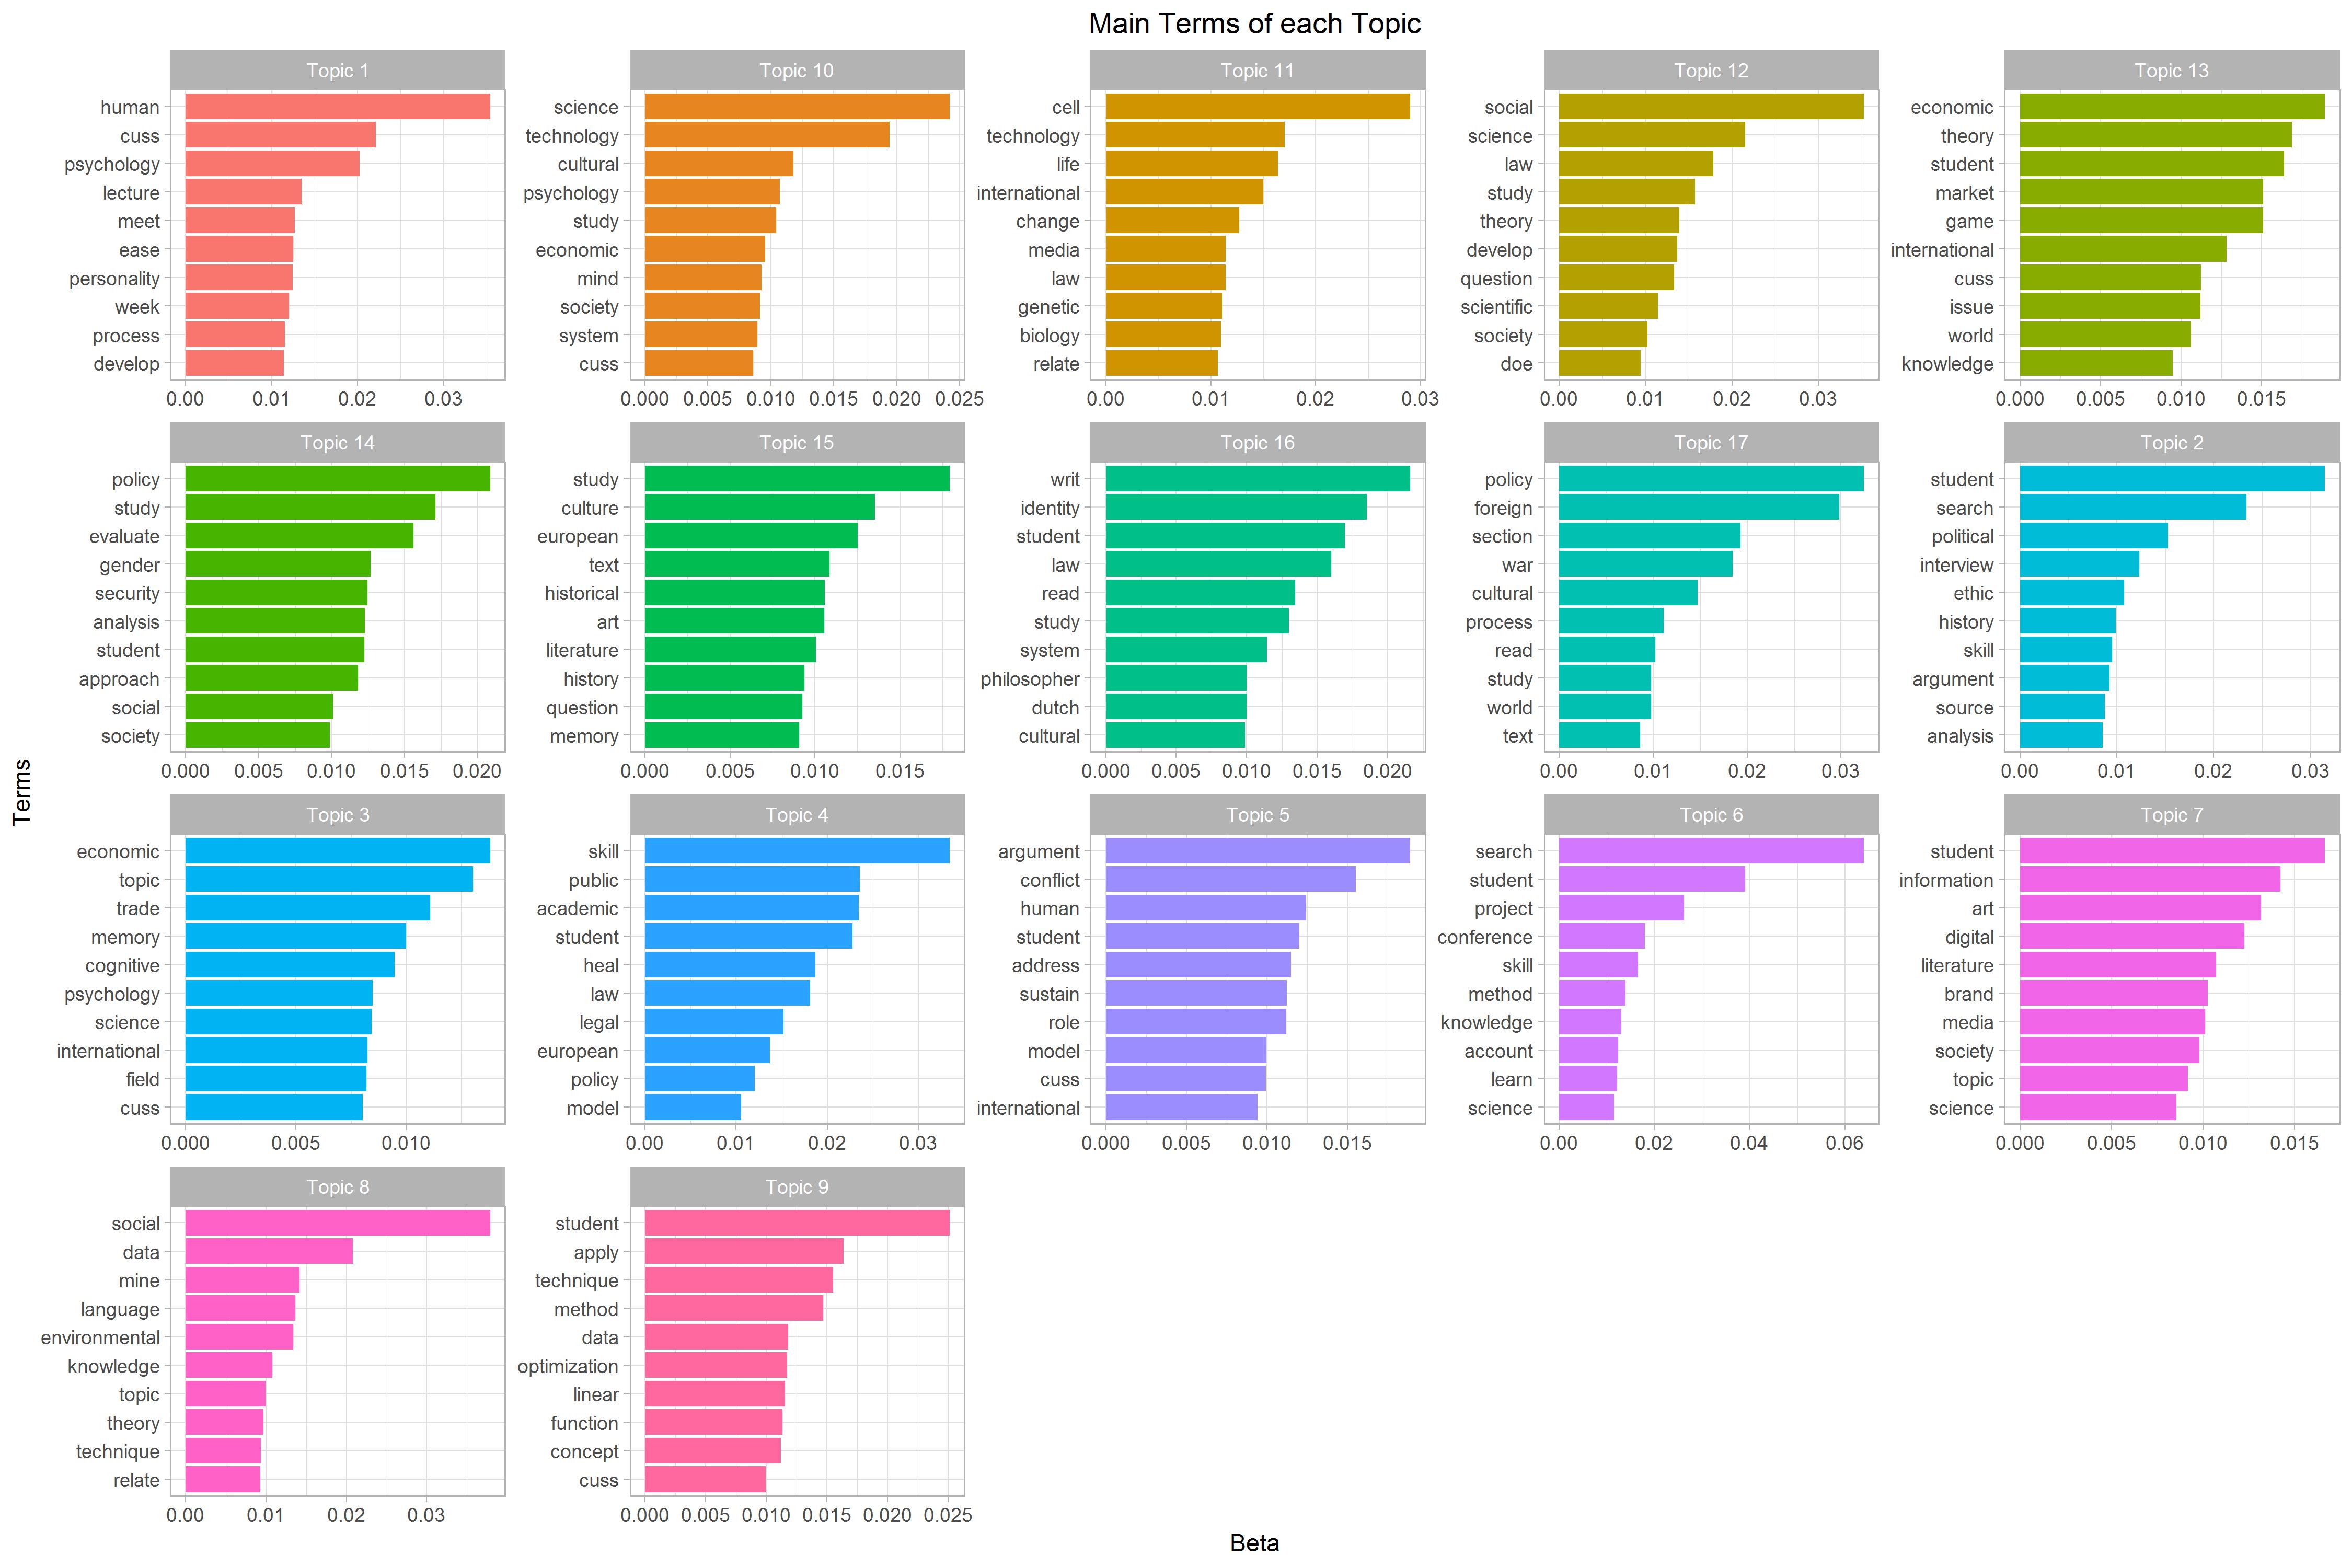 Main Terms of each Topic
Topic 1
human
cuss
psychology
lecture
meet
ease
personality
week
process
develop
0.00 0.01 0.02 0.03
Topic 10
science
technology
cultural
psychology
study
economic
mind
society
system
cuss
0.000 0.005 0.010 0.015 0.020 0.025
Topic 11
cell
technology
life
international
change
media
law
genetic
biology
relate
0.00 0.01 0.02 0.03
Topic 12
social
science
law
study
theory
develop
question
scientific
society
doe
0.00 0.01 0.02 0.03
Topic 13
economic
theory
student
market
game
international
cuss
issue
world
knowledge
0.000 0.005 0.010 0.015
Topic 14
policy
study
evaluate
gender
security
analysis
student
approach
social
society
0.000 0.005 0.010 0.015 0.020
Topic 15
study
culture
european
text
historical
art
literature
history
question
memory
0.000 0.005 0.010 0.015
Topic 16
writ
identity
student
law
read
study
system
philosopher
dutch
cultural
0.000 0.005 0.010 0.015 0.020
Topic 17
policy
foreign
section
war
cultural
process
read
study
world
text
0.00 0.01 0.02 0.03
Topic 2
student
search
political
interview
ethic
history
skill
argument
source
analysis
0.00 0.01 0.02 0.03
Topic 3
economic
topic
trade
memory
cognitive
psychology
science
international
field
cuss
0.000 0.005 0.010
Topic 4
skill
public
academic
student
heal
law
legal
european
policy
model
0.00 0.01 0.02 0.03
Topic 5
argument
conflict
human
student
address
sustain
role
model
cuss
international
0.000 0.005 0.010 0.015
Topic 6
search
student
project
conference
skill
method
knowledge
account
learn
science
0.00 0.02 0.04 0.06
Topic 7
student
information
art
digital
literature
brand
media
society
topic
science
0.000 0.005 0.010 0.015
Topic 8
social
data
mine
language
environmental
knowledge
topic
theory
technique
relate
0.00 0.01 0.02 0.03
Topic 9
student
apply
technique
method
data
optimization
linear
function
concept
cuss
0.000 0.005 0.010 0.015 0.020 0.025
Terms
Beta